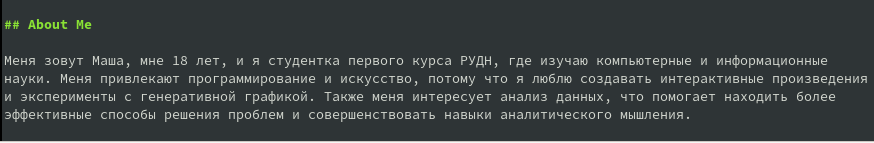 ## About Me
Меня зовут Маша, мне 18 лет, и я студентка первого курса РУДН, где изучаю компьютерные и информационные
науки. Меня привлекают программирование и искусство, потому что я люблю создавать интерактивные произведения
и эксперименты с генеративной графикой. Также меня интересует анализ данных, что помогает находить более
эффективные способы решения проблем и совершенствовать навыки аналитического мышления.